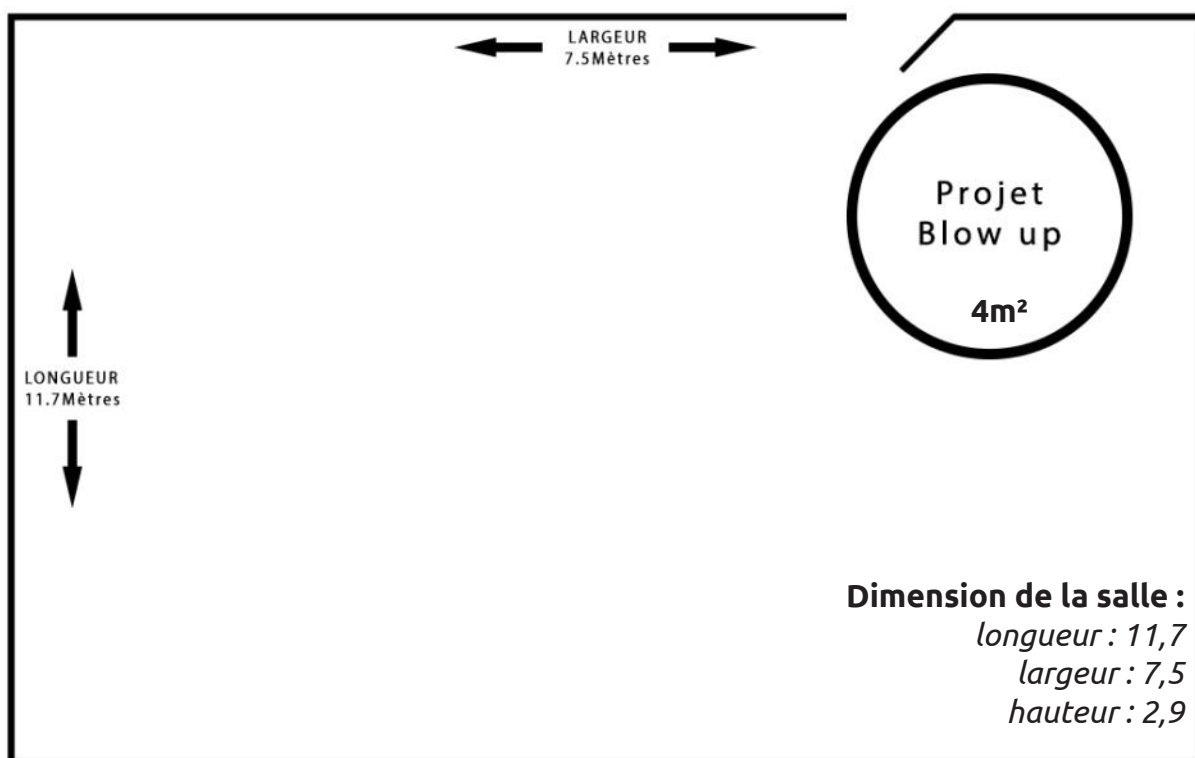 LARGEUR
7.5Mètres
Projet
Blow up
4m²
LONGUEUR
11.7Mètres
Dimension de la salle :
longueur : 11,7
largeur : 7,5
hauteur : 2,9